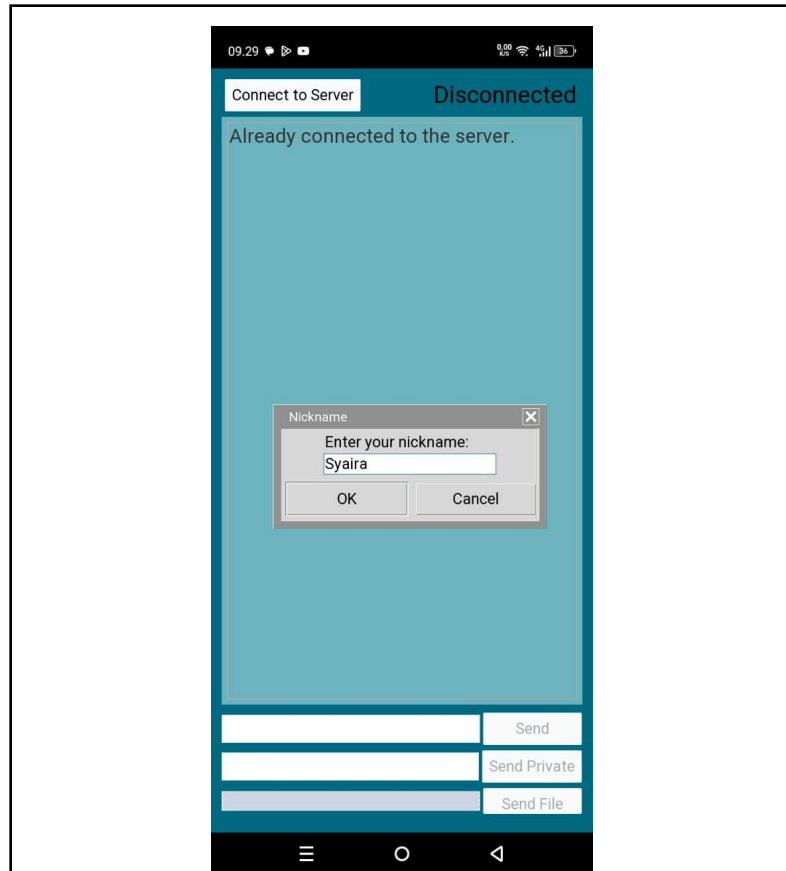 09.29
0,00
K/S
4G
36
Connect to Server
Disconnected
Already connected to the server.
Nickname
Enter your nickname:
Syaira
OK
Cancel
Send
Send Private
Send File